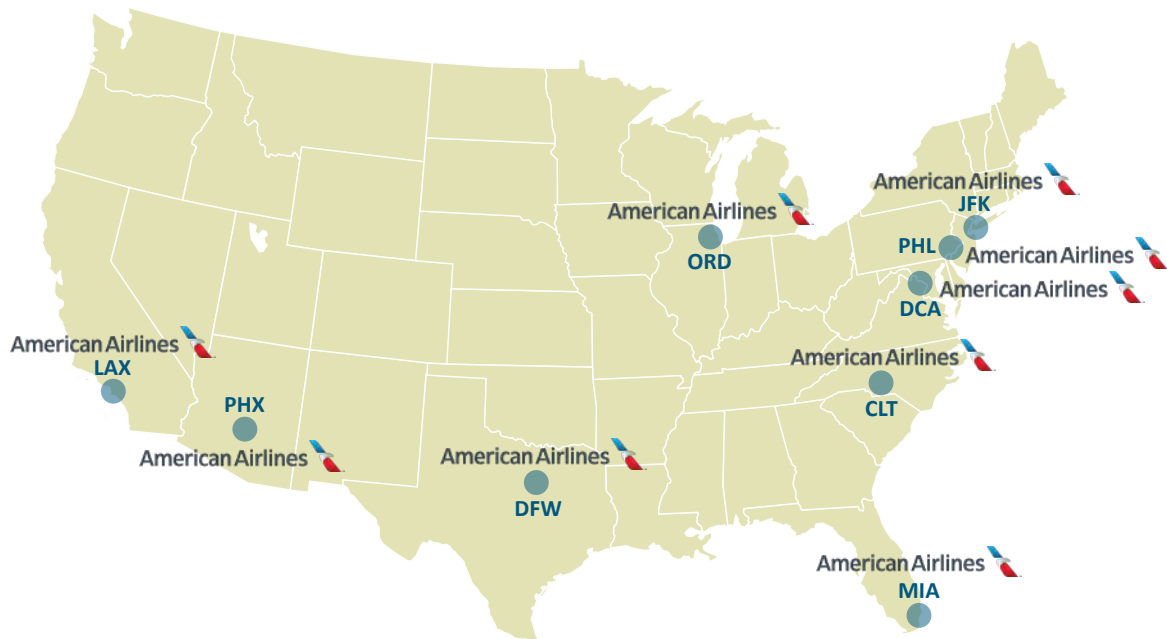 American Airlines
JFK
American Airlines
ORD
PHL
American Airlines
DCA
American Airlines
American Airlines
LAX
American Airlines
CLT
PHX
American Airlines
American Airlines
DFW
American Airlines
MIA